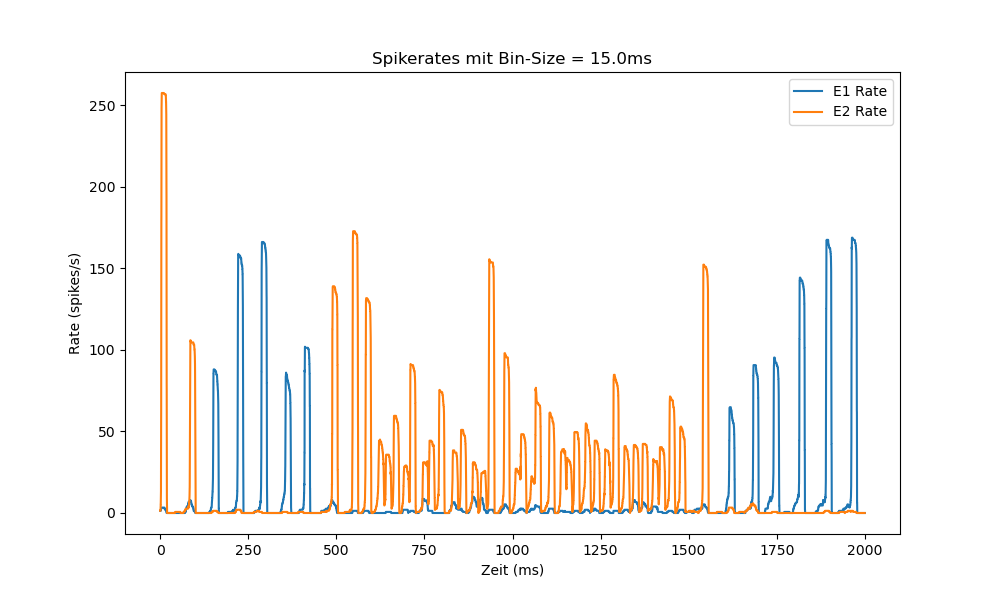 Spikerates mit Bin-Size = 15.0ms
E1 Rate
E2 Rate
Rate (spikes/s)
250
200
150
100
50
0
0 250 500 750 1000 1250 1500 1750 2000
Zeit (ms)